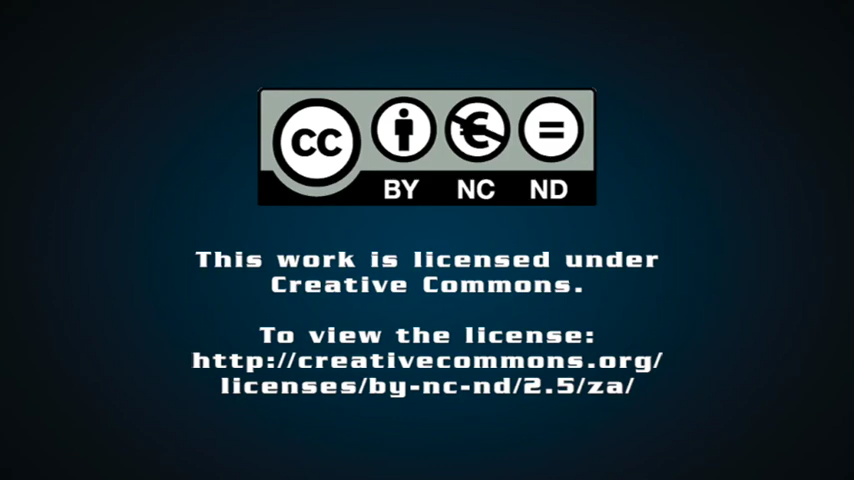 CC
BY NC ND
This work is licensed under
Creative Commons.
To view the license:
http://creativecommons.org/
licenses/by-nc-nd/2.5/za/